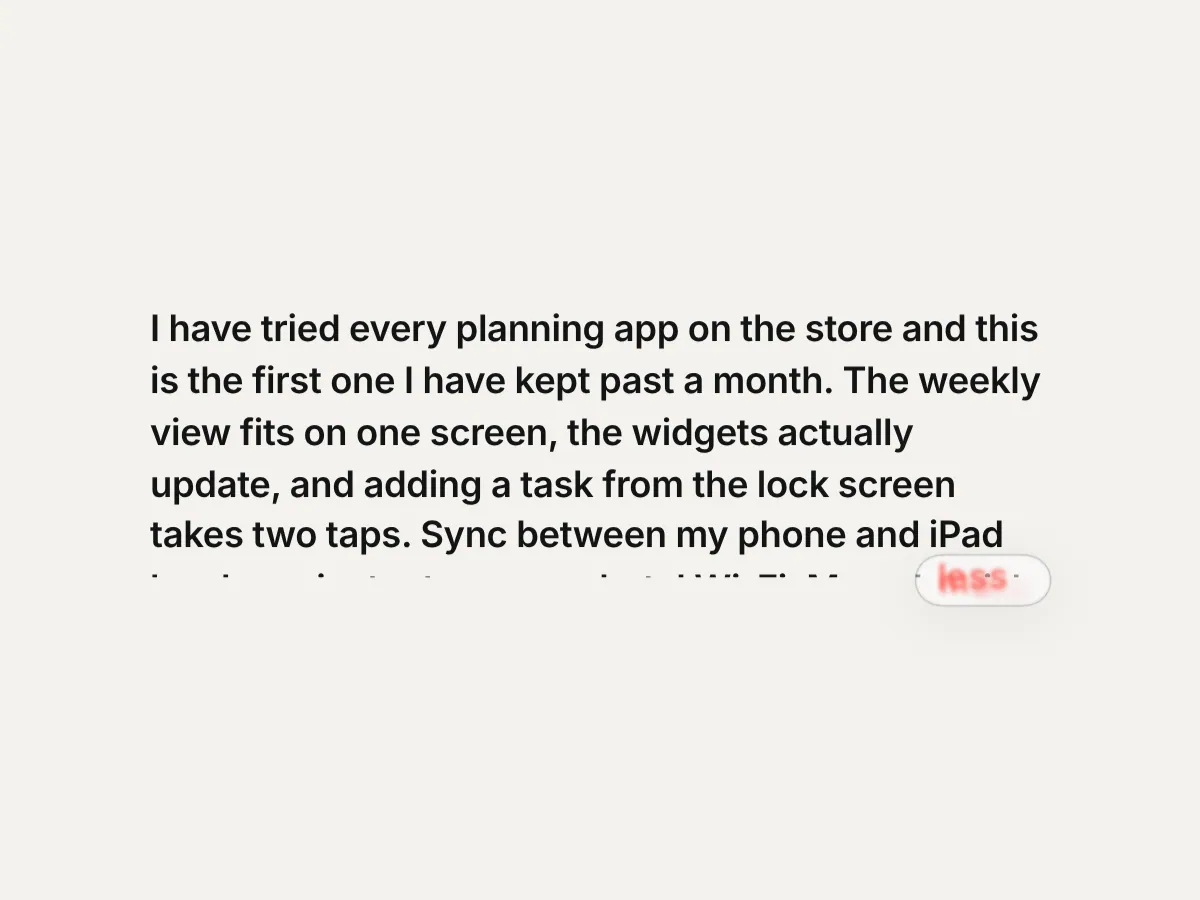 I have tried every planning app on the store and this
is the first one I have kept past a month. The weekly
view fits on one screen, the widgets actually
update, and adding a task from the lock screen
takes two taps. Sync between my phone and iPad
less